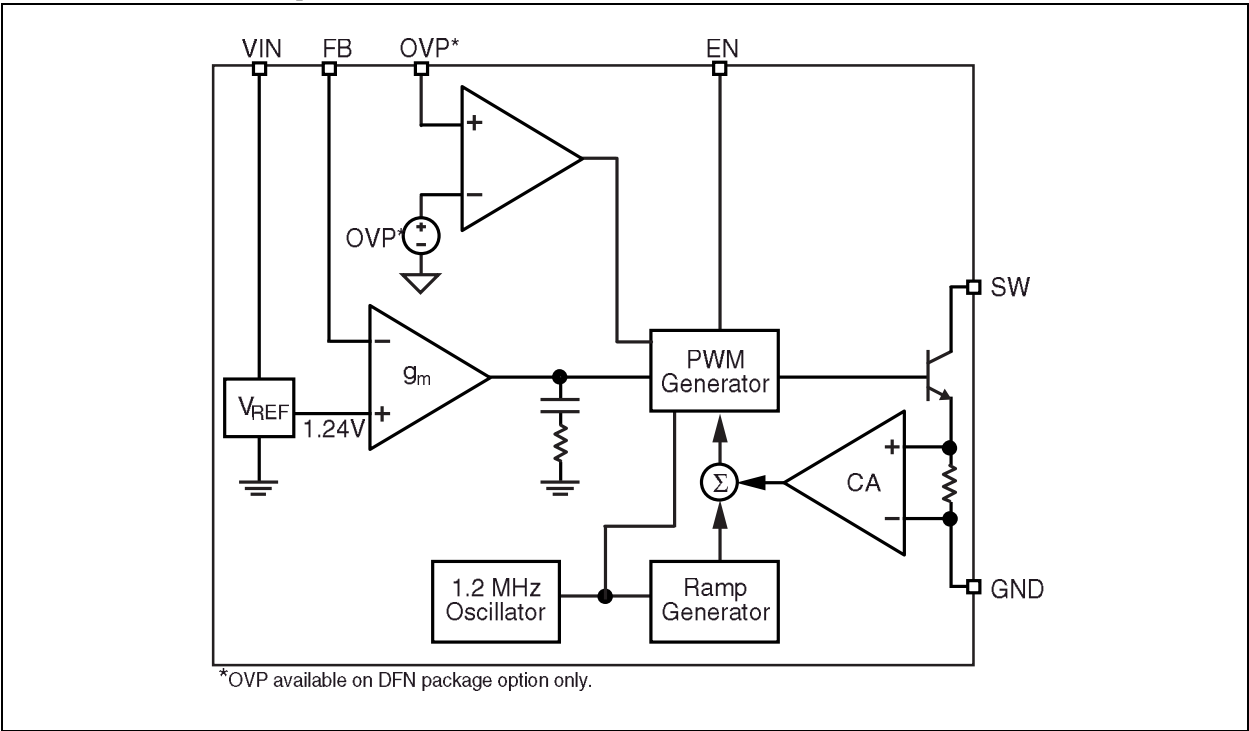 VIN FB OVP* EN
+
−
OVP*
+
−
SW
−
gm
+
VREF
1.24V
PWM
Generator
+
CA
−
Σ
1.2 MHz
Oscillator
Ramp
Generator
GND
*OVP available on DFN package option only.